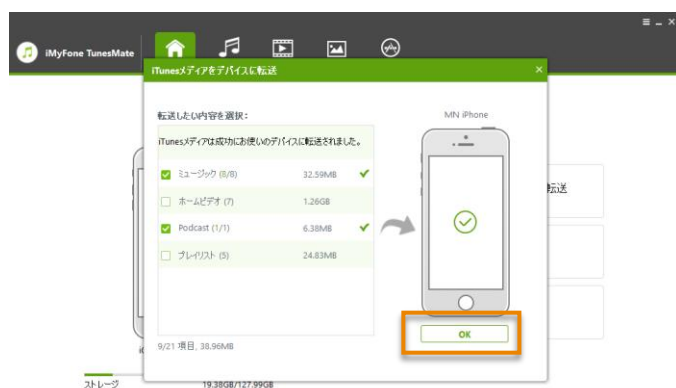 iMyFone TunesMate
iTunesメディアをデバイスに転送
転送したい内容を選択：
MN iPhone
iTunesメディアは成功にお使いのデバイスに転送されました。
ミュージック (8/8) 32.59MB
ホームビデオ (7) 1.26GB
Podcast (1/1) 6.38MB
プレイリスト (5) 24.83MB
転送
OK
9/21 項目, 38.96MB
ストレージ 19.38GB/127.99GB